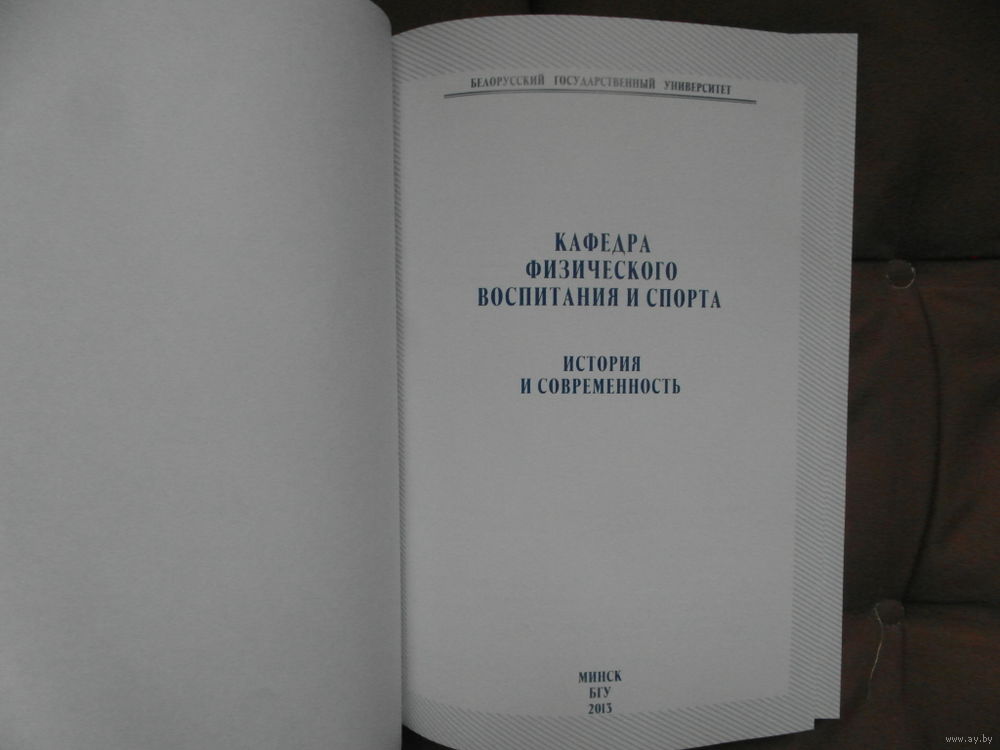 БЕЛОРУССКИЙ ГОСУДАРСТВЕННЫЙ УНИВЕРСИТЕТ
КАФЕДРА
ФИЗИЧЕСКОГО
ВОСПИТАНИЯ И СПОРТА
ИСТОРИЯ
И СОВРЕМЕННОСТЬ
МИНСК
БГУ
2013
www.ay.by